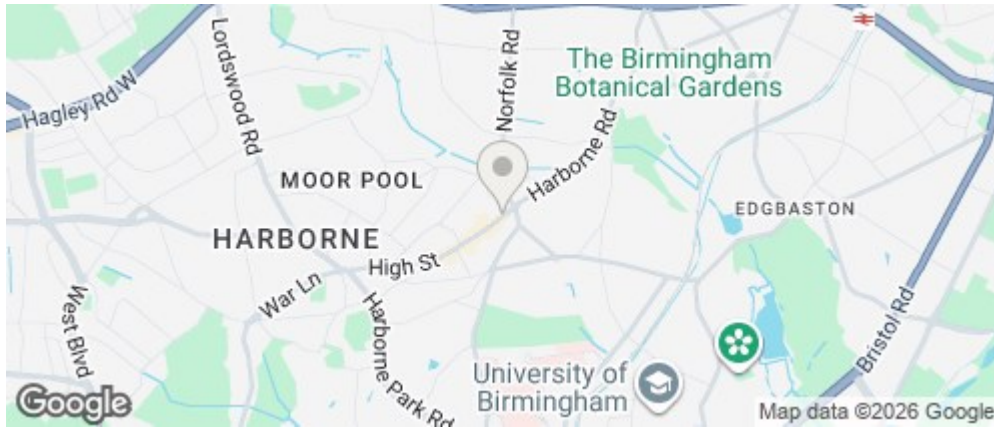 Lordswood Rd
Norfolk Rd
The Birmingham
Botanical Gardens
Hagley Rd W
Harborne Rd
MOOR POOL
EDGBASTON
HARBORNE
High St
War Ln
West Blvd
Harborne Park Rd
Bristol Rd
University of
Birmingham
Google
Map data ©2026 Google